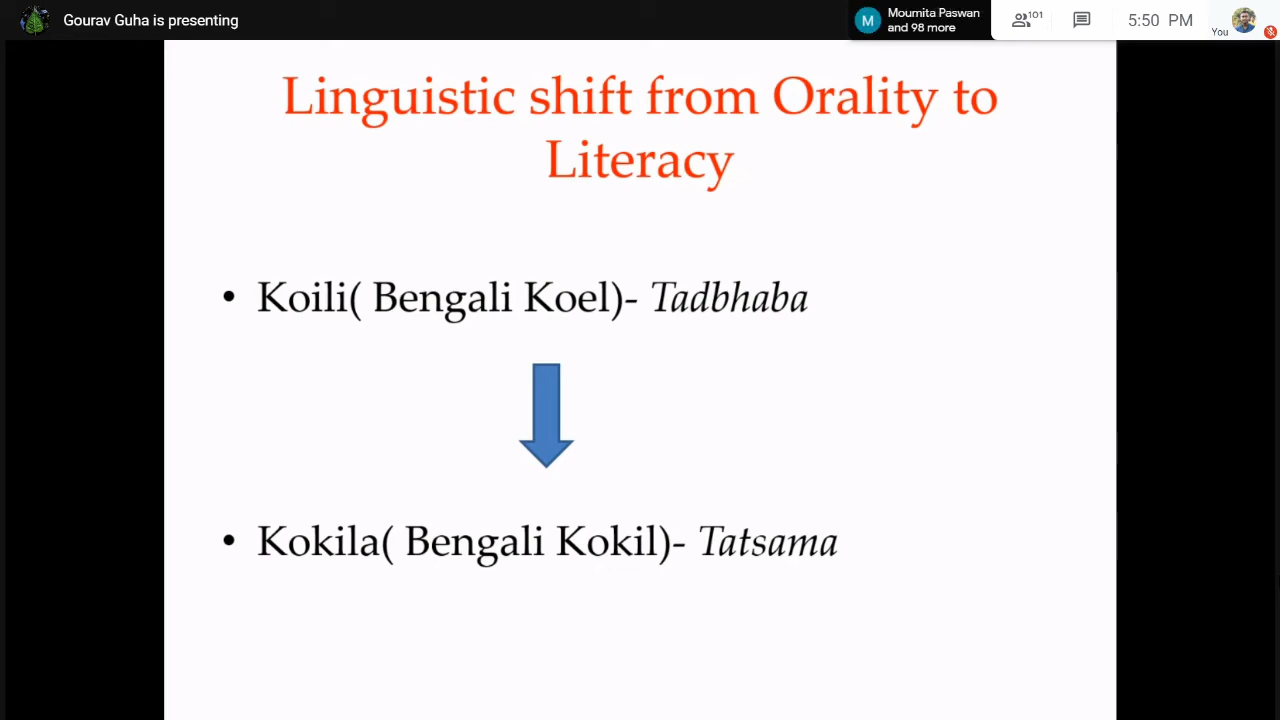 Gourav Guha is presenting
M
Moumita Paswan
and 98 more
101
5:50 PM
You
Linguistic shift from Orality to
Literacy
• Koili( Bengali Koel)- Tadbhaba
• Kokila( Bengali Kokil)- Tatsama